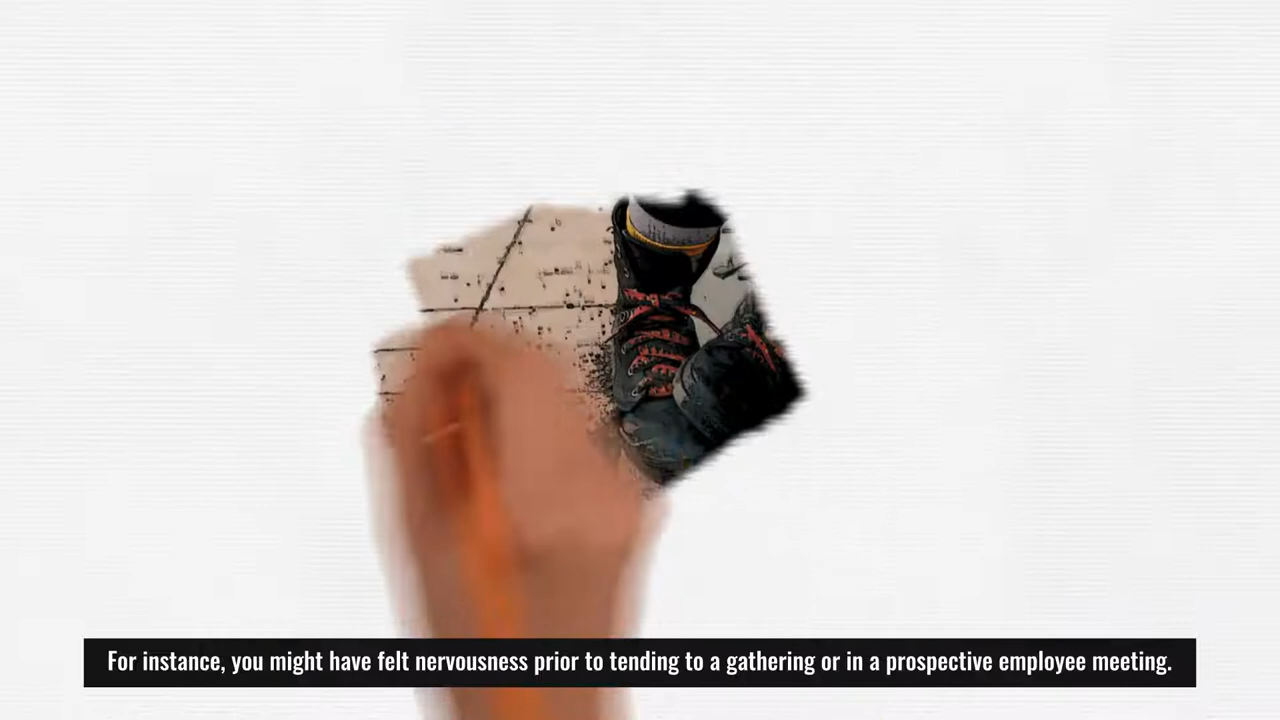 For instance, you might have felt nervousness prior to tending to a gathering or in a prospective employee meeting.